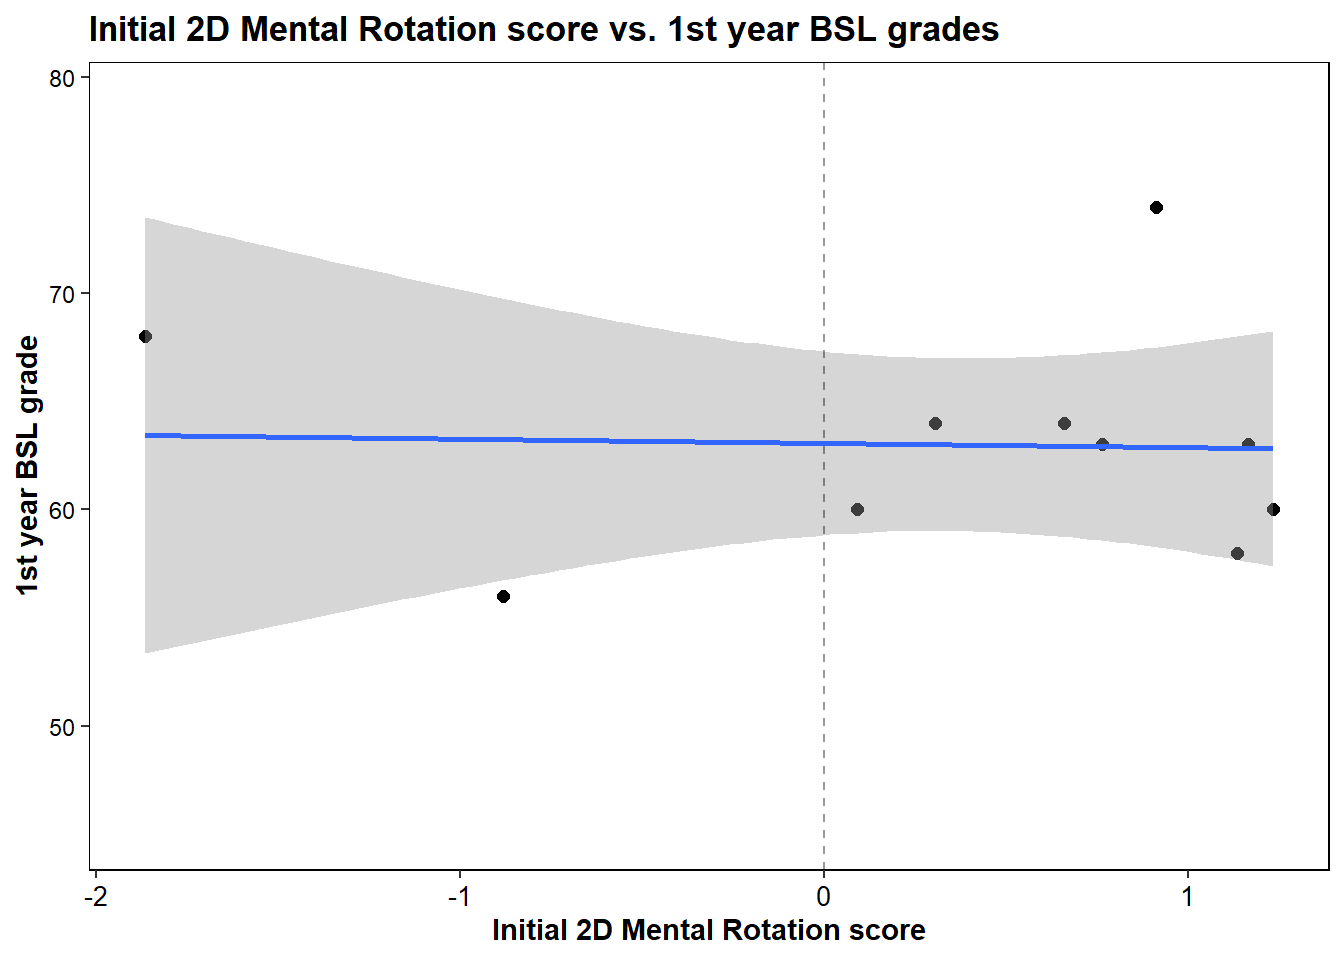 Initial 2D Mental Rotation score vs. 1st year BSL grades
80
70
60
50
1st year BSL grade
-2 -1 0 1
Initial 2D Mental Rotation score